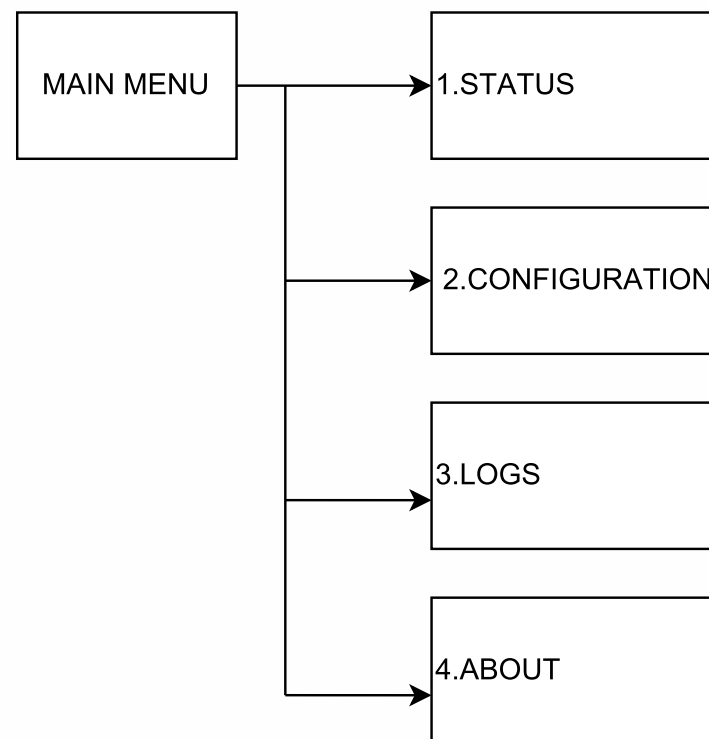 MAIN MENU
1.STATUS
2.CONFIGURATION
3.LOGS
4.ABOUT